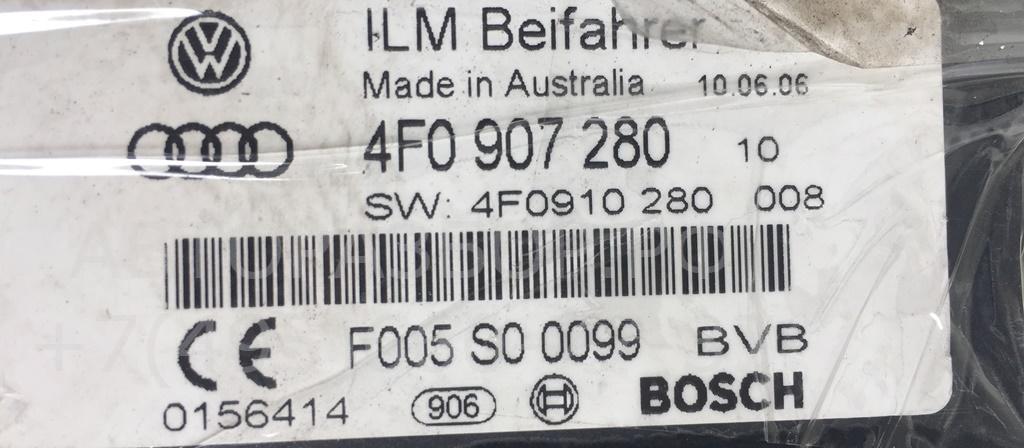 ILM Beifahrer
Made in Australia 10.06.06
4F0 907 280 10
SW: 4F0910 280 008
CE F005 S0 0099 BVB
0156414 906 BOSCH